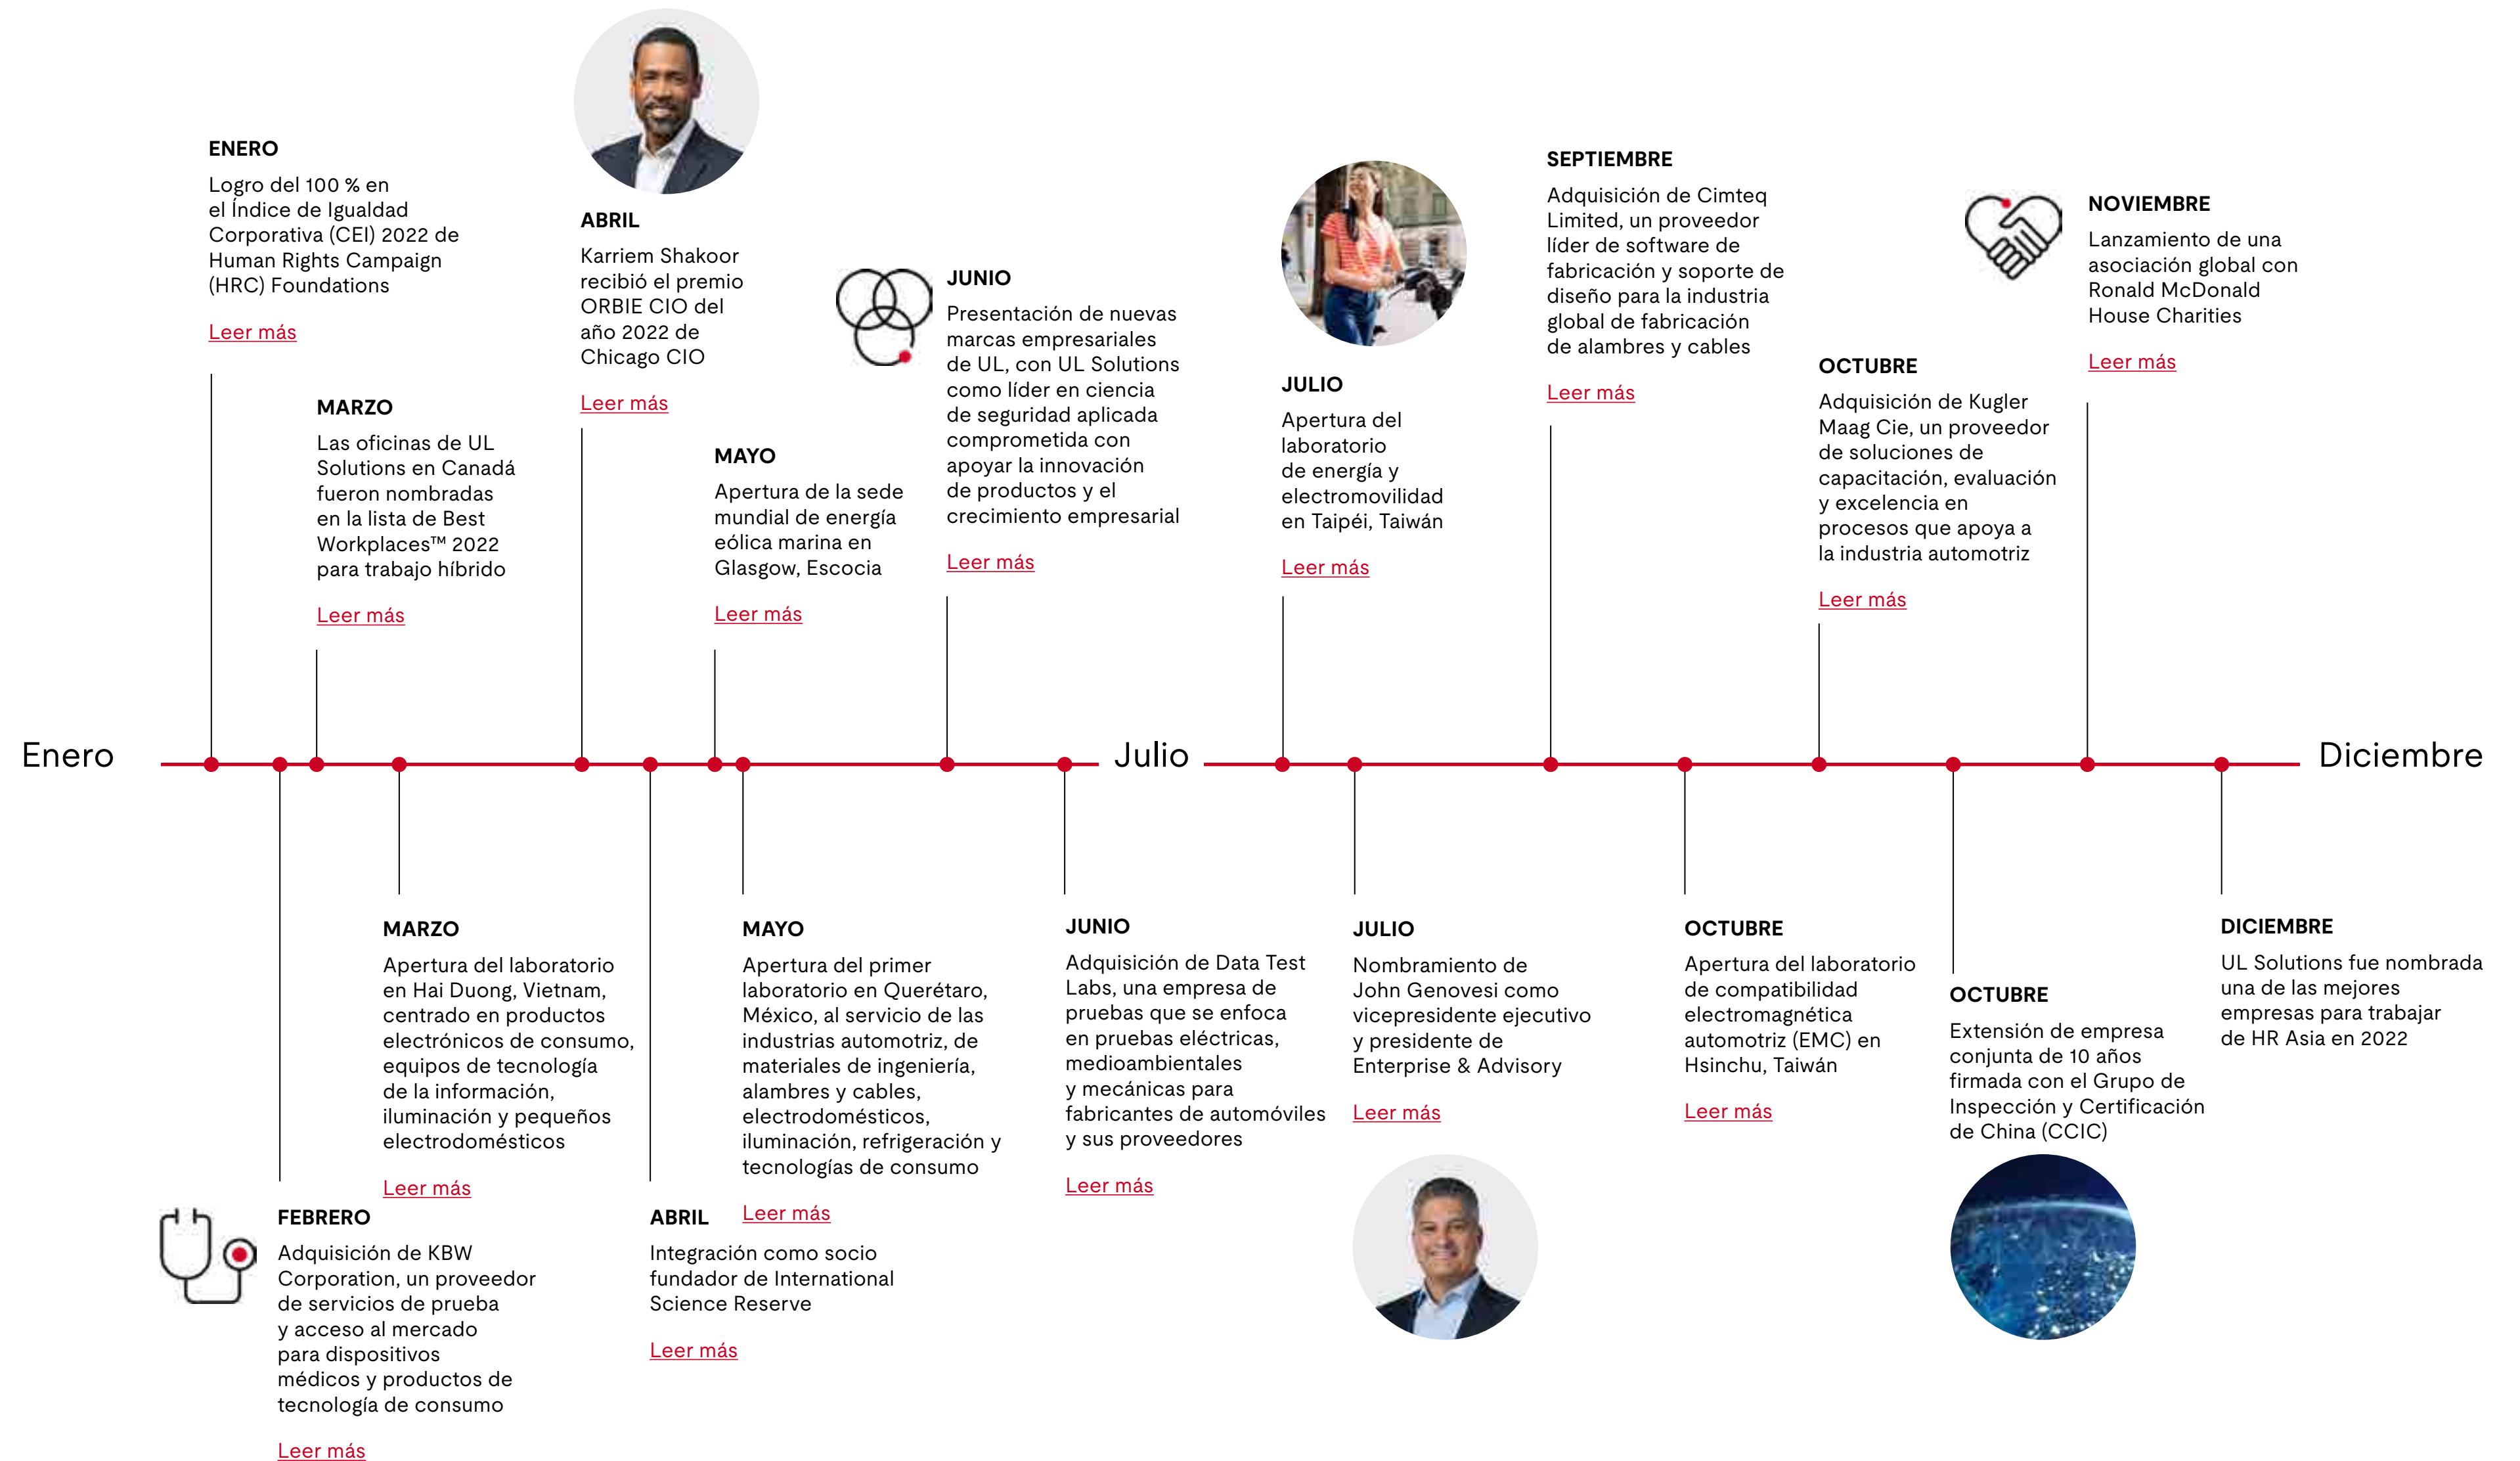 ENERO
Logro del 100 % en
el Índice de Igualdad
Corporativa (CEI) 2022 de
Human Rights Campaign
(HRC) Foundations
Leer más
MARZO
Las oficinas de UL
Solutions en Canadá
fueron nombradas
en la lista de Best
Workplaces™ 2022
para trabajo híbrido
Leer más
ABRIL
Karriem Shakoor
recibió el premio
ORBIE CIO del
año 2022 de
Chicago CIO
Leer más
MAYO
Apertura de la sede
mundial de energía
eólica marina en
Glasgow, Escocia
Leer más
JUNIO
Presentación de nuevas
marcas empresariales
de UL, con UL Solutions
como líder en ciencia
de seguridad aplicada
comprometida con
apoyar la innovación
de productos y el
crecimiento empresarial
Leer más
JULIO
Apertura del
laboratorio
de energía y
electromovilidad
en Taipéi, Taiwán
Leer más
SEPTIEMBRE
Adquisición de Cimteq
Limited, un proveedor
líder de software de
fabricación y soporte de
diseño para la industria
global de fabricación
de alambres y cables
Leer más
OCTUBRE
Adquisición de Kugler
Maag Cie, un proveedor
de soluciones de
capacitación, evaluación
y excelencia en
procesos que apoya a
la industria automotriz
Leer más
NOVIEMBRE
Lanzamiento de una
asociación global con
Ronald McDonald
House Charities
Leer más
Enero
Julio
Diciembre
FEBRERO
Adquisición de KBW
Corporation, un proveedor
de servicios de prueba
y acceso al mercado
para dispositivos
médicos y productos de
tecnología de consumo
Leer más
MARZO
Apertura del laboratorio
en Hai Duong, Vietnam,
centrado en productos
electrónicos de consumo,
equipos de tecnología
de la información,
iluminación y pequeños
electrodomésticos
Leer más
ABRIL
Integración como socio
fundador de International
Science Reserve
Leer más
MAYO
Apertura del primer
laboratorio en Querétaro,
México, al servicio de las
industrias automotriz, de
materiales de ingeniería,
alambres y cables,
electrodomésticos,
iluminación, refrigeración y
tecnologías de consumo
Leer más
JUNIO
Adquisición de Data Test
Labs, una empresa de
pruebas que se enfoca
en pruebas eléctricas,
medioambientales
y mecánicas para
fabricantes de automóviles
y sus proveedores
Leer más
JULIO
Nombramiento de
John Genovesi como
vicepresidente ejecutivo
y presidente de
Enterprise & Advisory
Leer más
OCTUBRE
Apertura del laboratorio
de compatibilidad
electromagnética
automotriz (EMC) en
Hsinchu, Taiwán
Leer más
OCTUBRE
Extensión de empresa
conjunta de 10 años
firmada con el Grupo de
Inspección y Certificación
de China (CCIC)
DICIEMBRE
UL Solutions fue nombrada
una de las mejores
empresas para trabajar
de HR Asia en 2022